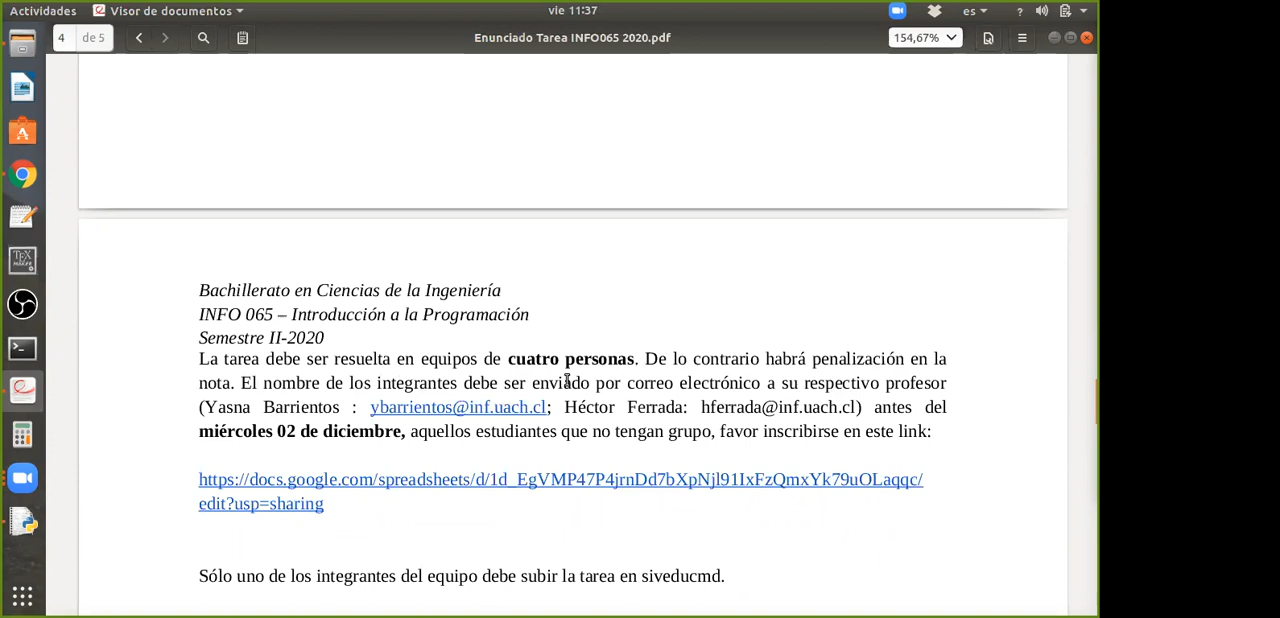 Actividades Visor de documentos vie 11:37 es ?
4 de 5 Enunciado Tarea INFO065 2020.pdf 154,67%
Bachillerato en Ciencias de la Ingeniería
INFO 065 – Introducción a la Programación
Semestre II-2020
La tarea debe ser resuelta en equipos de cuatro personas. De lo contrario habrá penalización en la
nota. El nombre de los integrantes debe ser enviado por correo electrónico a su respectivo profesor
(Yasna Barrientos : ybarrientos@inf.uach.cl; Héctor Ferrada: hferrada@inf.uach.cl) antes del
miércoles 02 de diciembre, aquellos estudiantes que no tengan grupo, favor inscribirse en este link:
https://docs.google.com/spreadsheets/d/1d_EgVMP47P4jrnDd7bXpNjl91IxFzQmxYk79uOLaqqc/
edit?usp=sharing
Sólo uno de los integrantes del equipo debe subir la tarea en siveducmd.